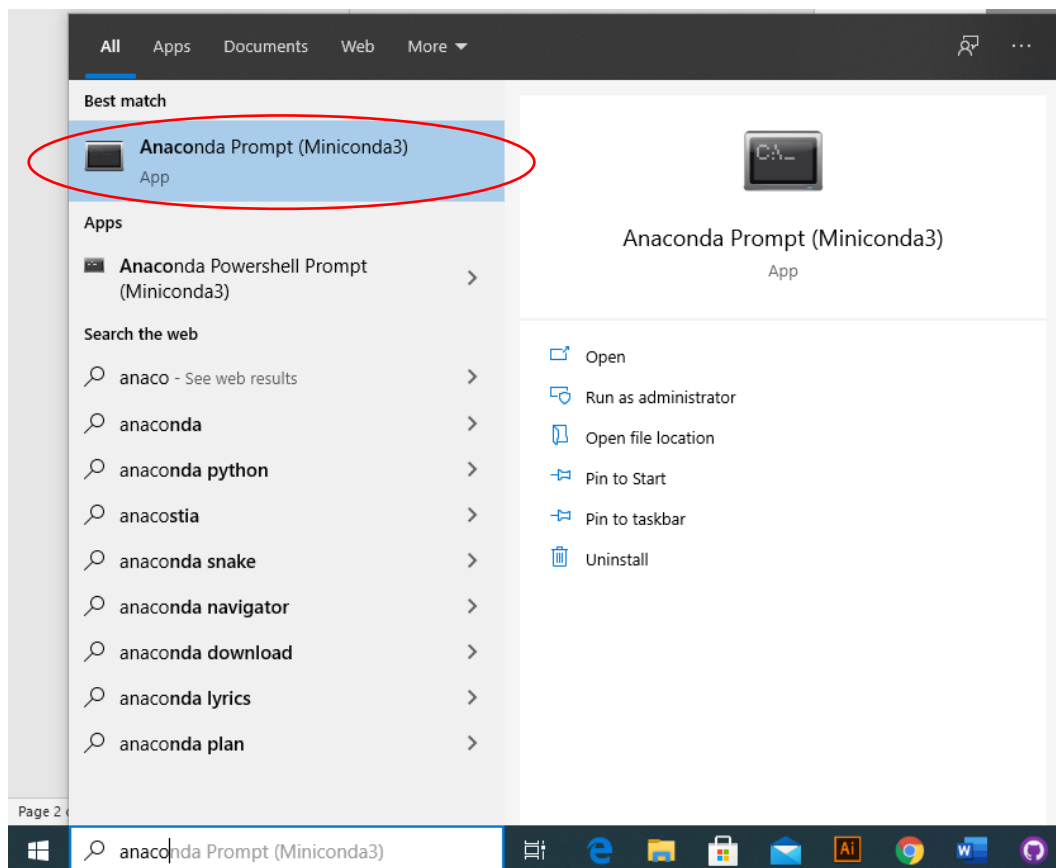 All Apps Documents Web More
Best match
Anaconda Prompt (Miniconda3)
App
Apps
Anaconda Powershell Prompt
(Miniconda3)
Search the web
anaco - See web results
anaconda
anaconda python
anacostia
anaconda snake
anaconda navigator
anaconda download
anaconda lyrics
anaconda plan
C:\_
Anaconda Prompt (Miniconda3)
App
Open
Run as administrator
Open file location
Pin to Start
Pin to taskbar
Uninstall
Page 2
anaconda Prompt (Miniconda3)
Ai
W